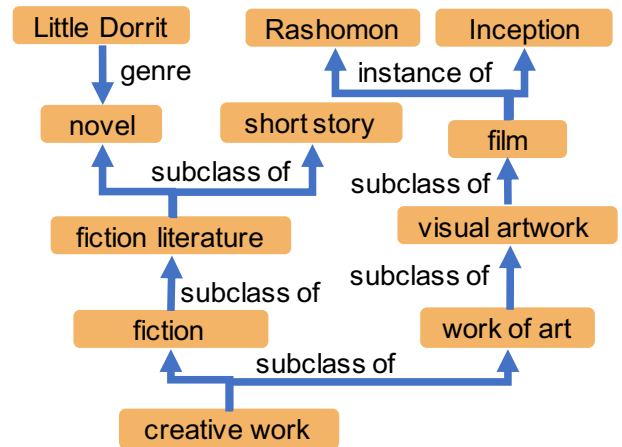 Little Dorrit
Rashomon
Inception
genre
instance of
novel
short story
film
subclass of
subclass of
fiction literature
visual artwork
subclass of
subclass of
fiction
work of art
subclass of
creative work